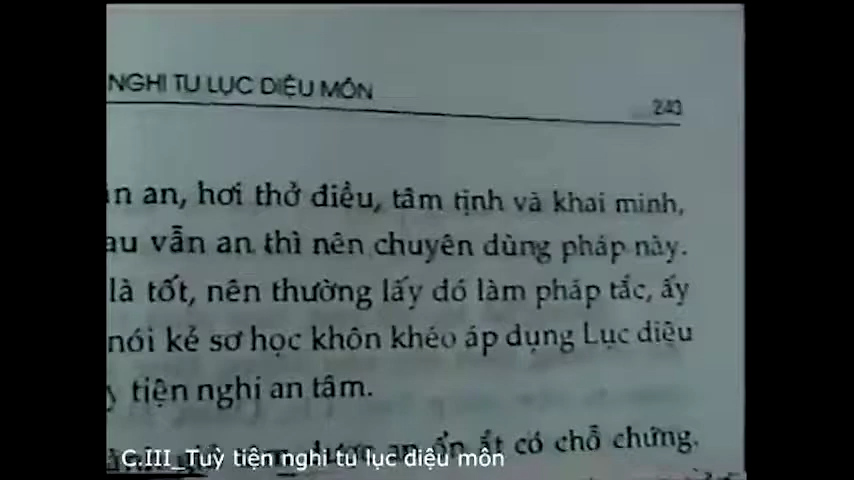 NGHI TU LỤC DIỆU MÔN 243
an, hơi thở điều, tâm tịnh và khai minh,
vẫn an thì nên chuyên dùng pháp này.
là tốt, nên thường lấy đó làm pháp tắc, ấy
nói kẻ sơ học khôn khéo áp dụng Lục diệu
tiện nghi an tâm.
được an ổn ắt có chỗ chứng.
C.III_Tuỳ tiện nghi tu lục diệu môn